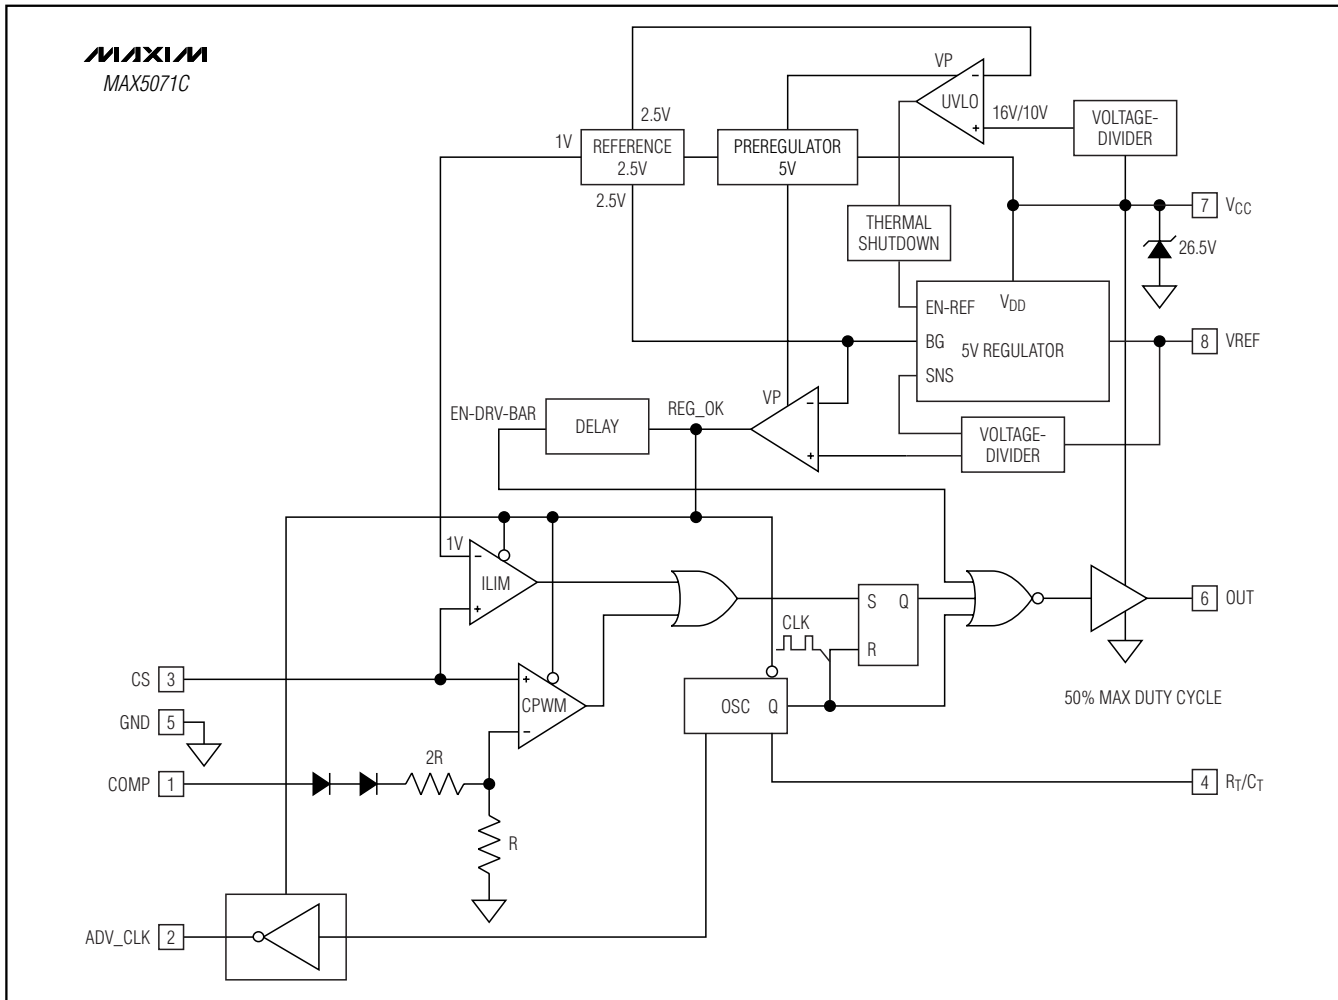 MAXIM
MAX5071C
VP
-
UVLO
+
16V/10V
VOLTAGE-
DIVIDER
2.5V
1V
REFERENCE
2.5V
PREREGULATOR
5V
2.5V
THERMAL
SHUTDOWN
7
VCC
26.5V
EN-REF
VDD
BG
5V REGULATOR
SNS
8
VREF
VP
-
+
EN-DRV-BAR
DELAY
REG_OK
VOLTAGE-
DIVIDER
1V
-
ILIM
+
S
Q
R
CLK
6
OUT
CS
3
+
CPWM
-
OSC
Q
50% MAX DUTY CYCLE
GND
5
COMP
1
2R
4
RT/CT
R
ADV_CLK
2